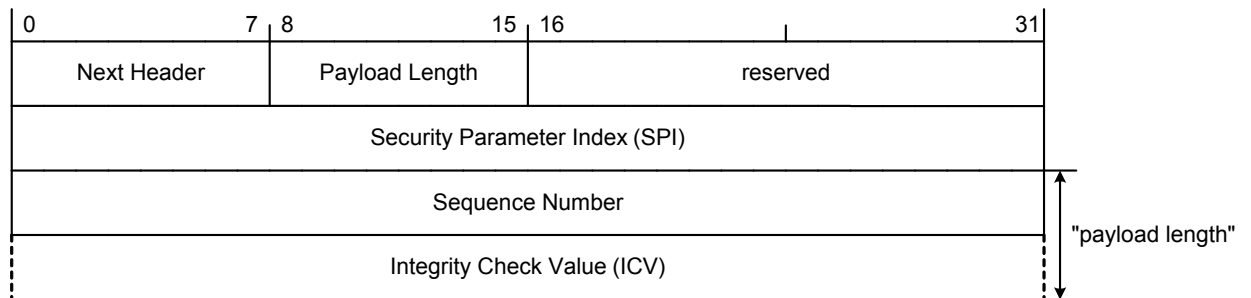 0 7 8 15 16 31
Next Header Payload Length reserved
Security Parameter Index (SPI)
Sequence Number
"payload length"
Integrity Check Value (ICV)